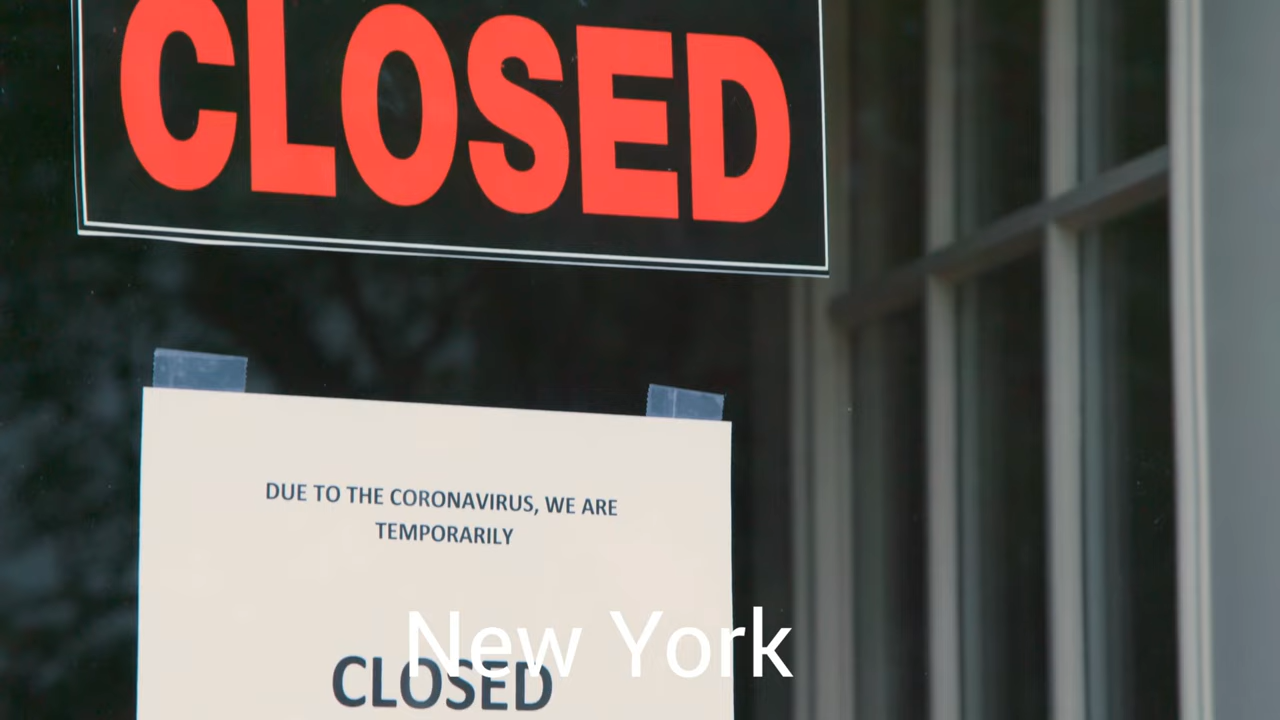 CLOSED
DUE TO THE CORONAVIRUS, WE ARE
TEMPORARILY
New York
CLOSED